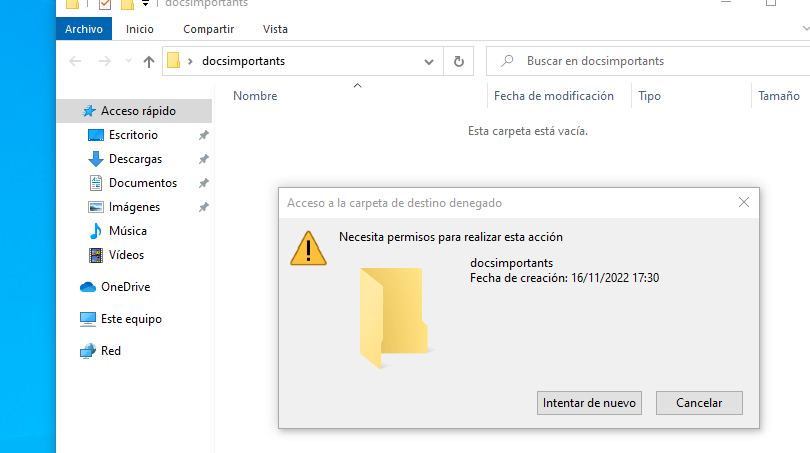 docsimportants
Archivo Inicio Compartir Vista
docsimportants
Buscar en docsimportants
Nombre Fecha de modificación Tipo Tamaño
Esta carpeta está vacía.
Acceso rápido
Escritorio
Descargas
Documentos
Imágenes
Música
Vídeos
OneDrive
Este equipo
Red
Acceso a la carpeta de destino denegado
Necesita permisos para realizar esta acción
docsimportants
Fecha de creación: 16/11/2022 17:30
Intentar de nuevo Cancelar